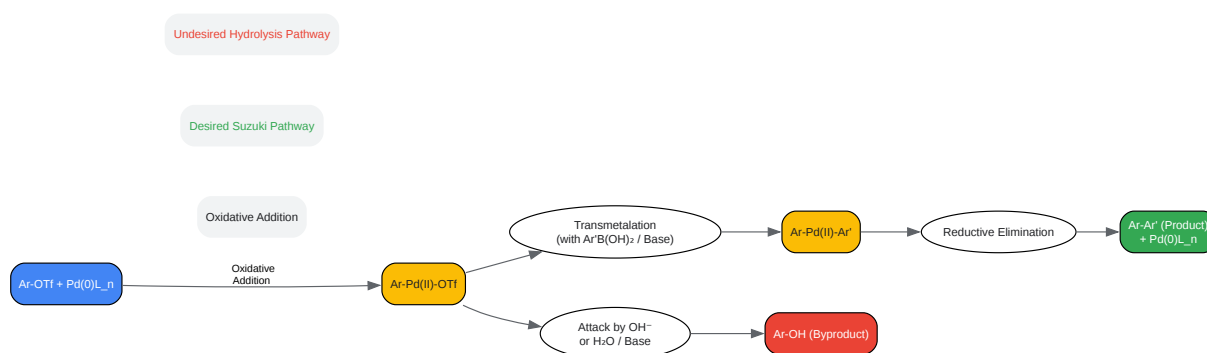 Undesired Hydrolysis Pathway
Desired Suzuki Pathway
Oxidative Addition
Ar-OTf + Pd(0)L_n
Oxidative
Addition
Ar-Pd(II)-OTf
Transmetalation
(with Ar'B(OH)₂ / Base)
Ar-Pd(II)-Ar'
Reductive Elimination
Ar-Ar' (Product)
+ Pd(0)L_n
Attack by OH⁻
or H₂O / Base
Ar-OH (Byproduct)